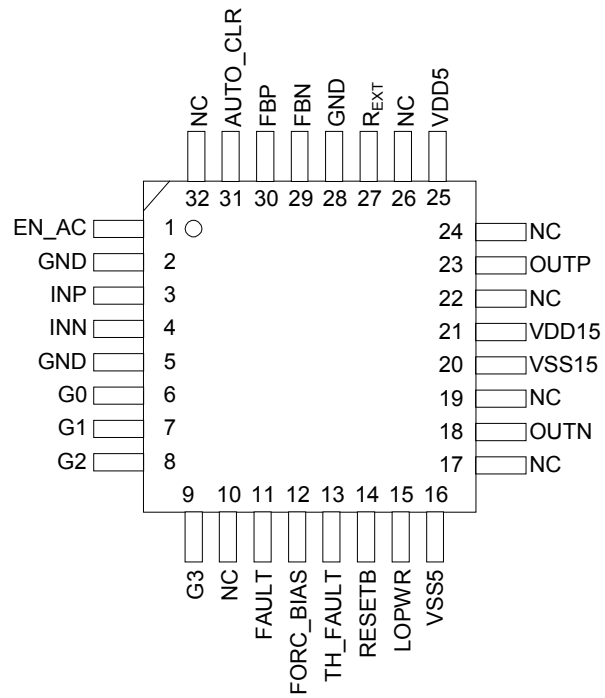 NC
AUTO_CLR
FBP
FBN
GND
REXT
NC
VDD5
32 31 30 29 28 27 26 25
EN_AC 1 24 NC
GND 2 23 OUTP
INP 3 22 NC
INN 4 21 VDD15
GND 5 20 VSS15
G0 6 19 NC
G1 7 18 OUTN
G2 8 17 NC
9 10 11 12 13 14 15 16
G3
NC
FAULT
FORC_BIAS
TH_FAULT
RESETB
LOPWR
VSS5